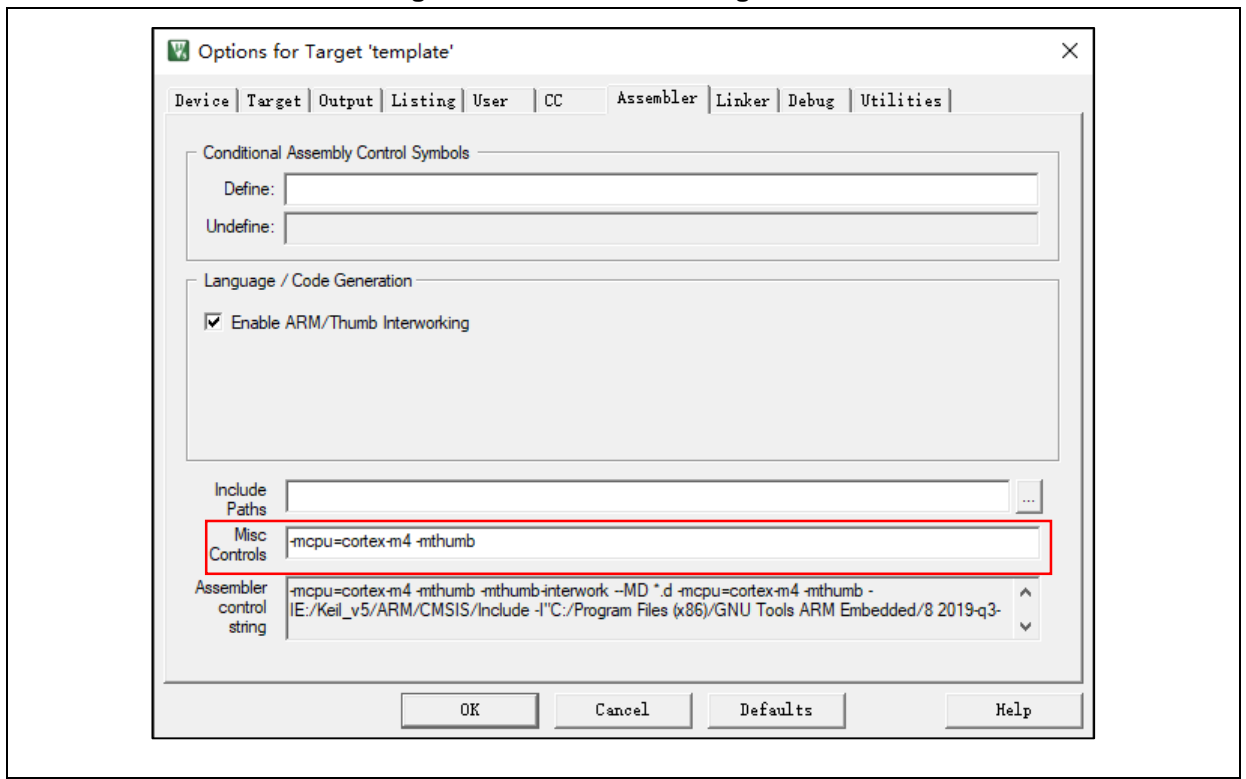 Options for Target 'template'
Device Target Output Listing User CC Assembler Linker Debug Utilities
Conditional Assembly Control Symbols
Define:
Undefine:
Language / Code Generation
Enable ARM/Thumb Interworking
Include
Paths
...
Misc
Controls
-mcpu=cortex-m4 -mthumb
Assembler
control
string
-mcpu=cortex-m4 -mthumb -mthumb-interwork --MD *.d -mcpu=cortex-m4 -mthumb -
IE:/Keil_v5/ARM/CMSIS/Include -I"C:/Program Files (x86)/GNU Tools ARM Embedded/8 2019-q3-
OK Cancel Defaults Help